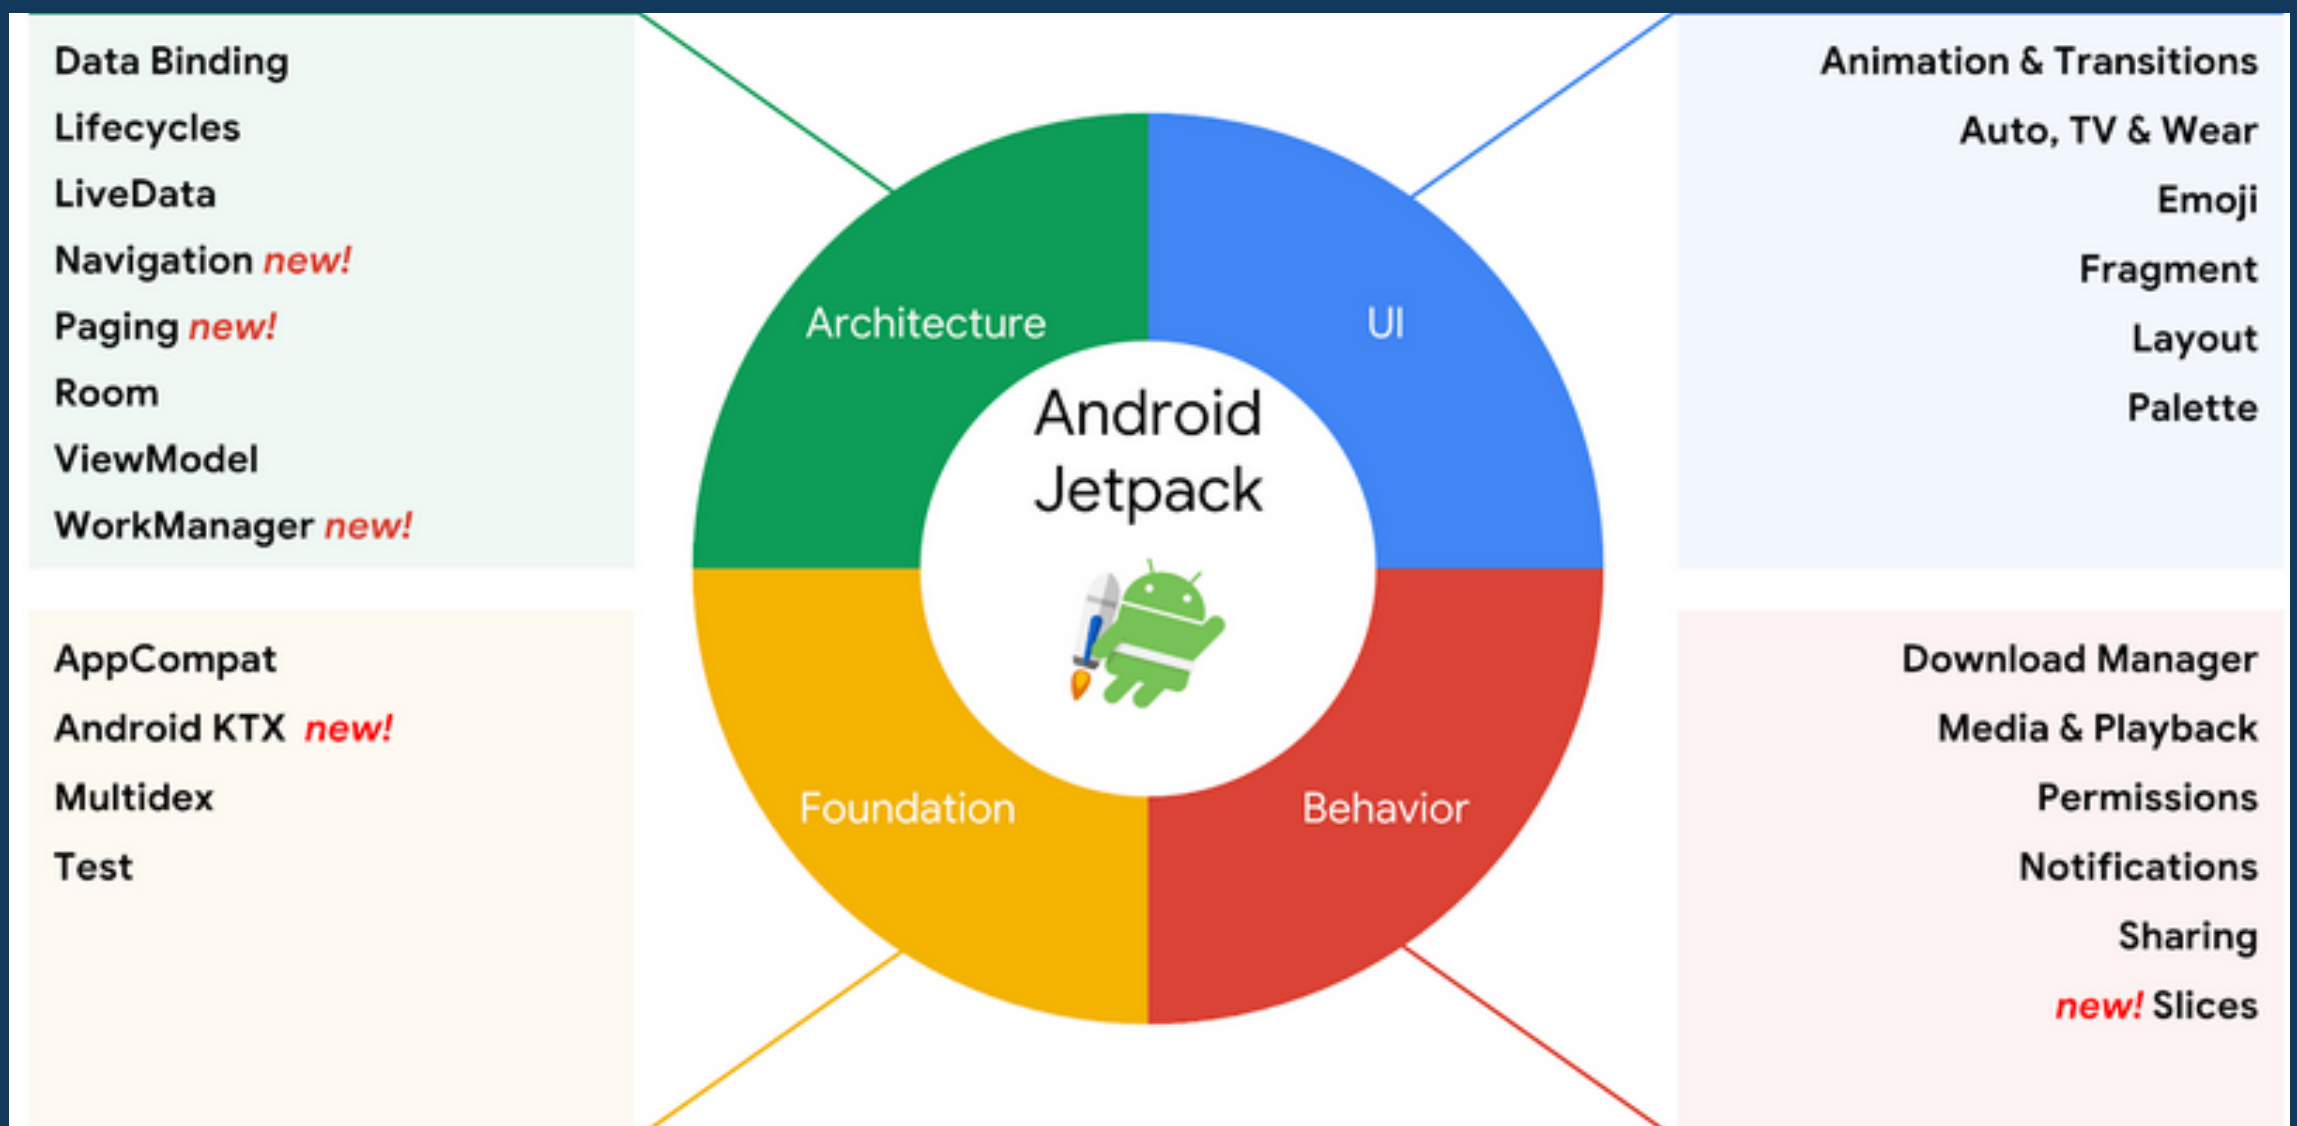 Data Binding
Lifecycles
LiveData
Navigation new!
Paging new!
Room
ViewModel
WorkManager new!
Animation & Transitions
Auto, TV & Wear
Emoji
Fragment
Layout
Palette
Architecture
UI
Android
Jetpack
Foundation
Behavior
AppCompat
Android KTX new!
Multidex
Test
Download Manager
Media & Playback
Permissions
Notifications
Sharing
new! Slices